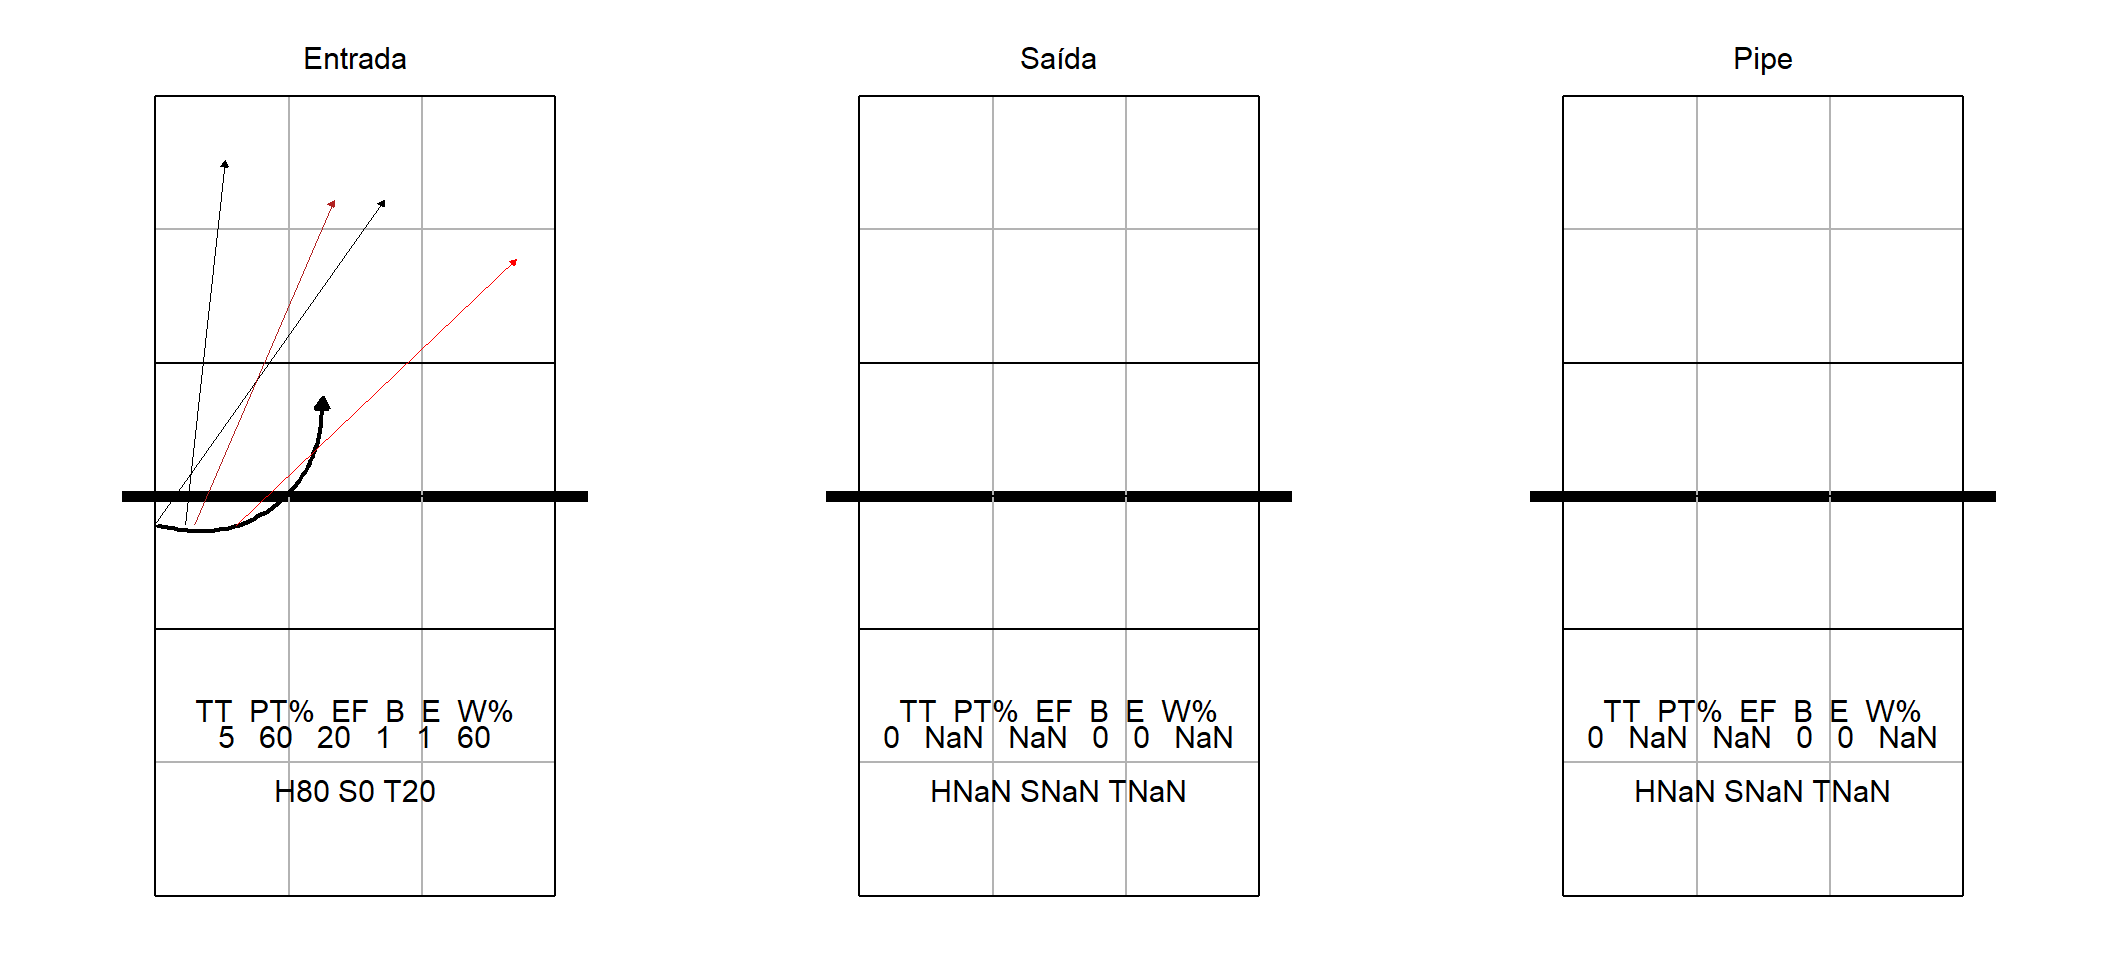 Entrada
TT PT% EF B E W%
5 60 20 1 1 60
H80 S0 T20
Saída
TT PT% EF B E W%
0 NaN NaN 0 0 NaN
HNaN SNaN TNaN
Pipe
TT PT% EF B E W%
0 NaN NaN 0 0 NaN
HNaN SNaN TNaN